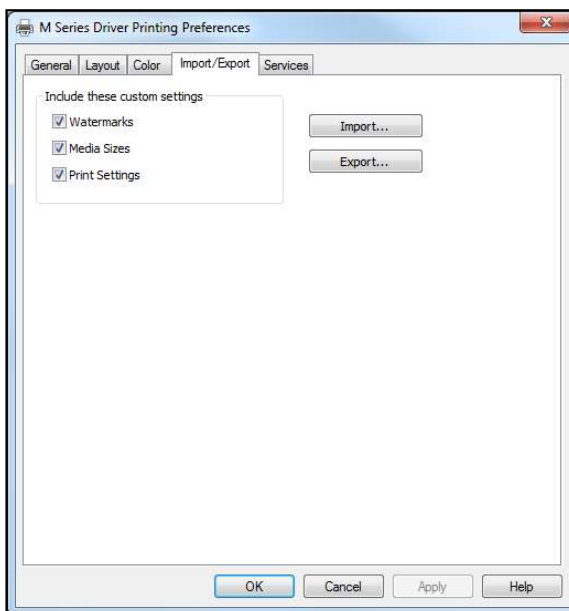 M Series Driver Printing Preferences
General Layout Color Import/Export Services
Include these custom settings
Watermarks
Media Sizes
Print Settings
Import...
Export...
OK Cancel Apply Help